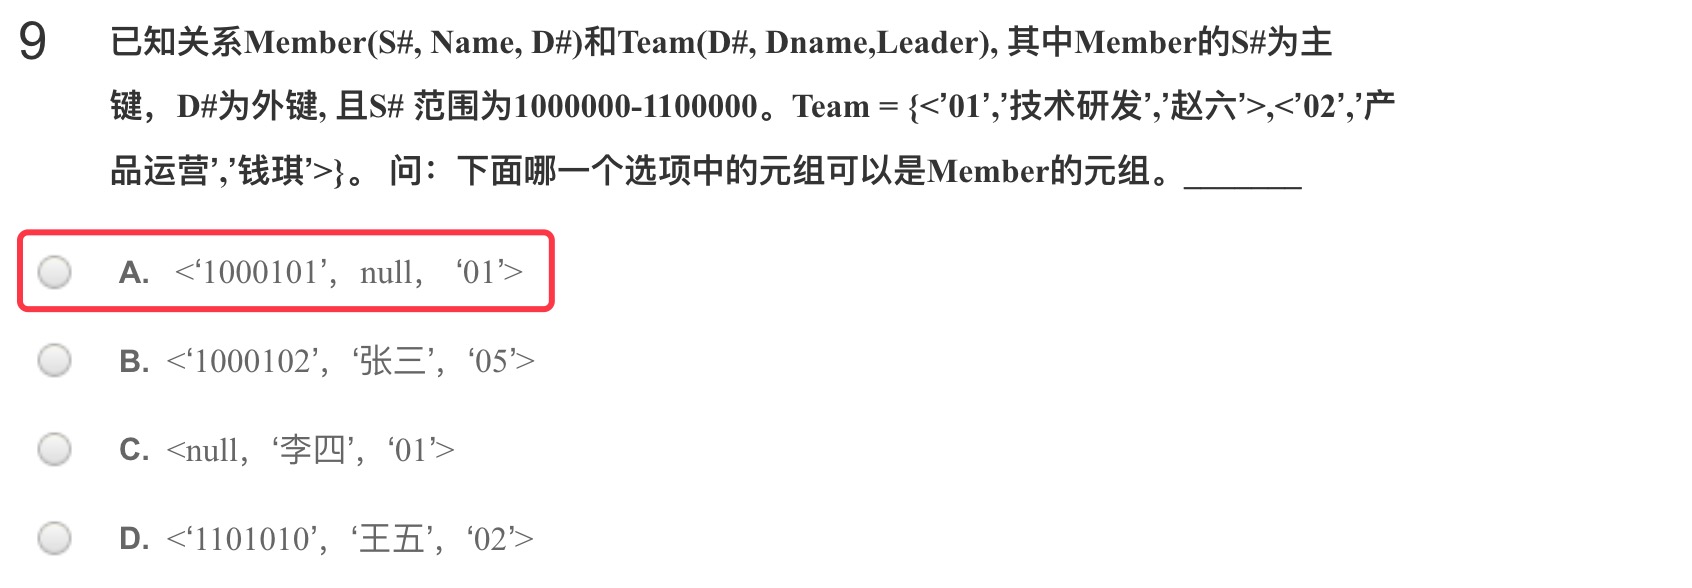 9 已知关系Member(S#, Name, D#)和Team(D#, Dname,Leader), 其中Member的S#为主
键，D#为外键, 且S# 范围为1000000-1100000。Team = {<’01’,’技术研发’,’赵六’>,<’02’,’产
品运营’,’钱琪’>}。 问：下面哪一个选项中的元组可以是Member的元组。_______
A. <‘1000101’，null， ‘01’>
B. <‘1000102’，‘张三’，‘05’>
C. <null，‘李四’，‘01’>
D. <‘1101010’，‘王五’，‘02’>